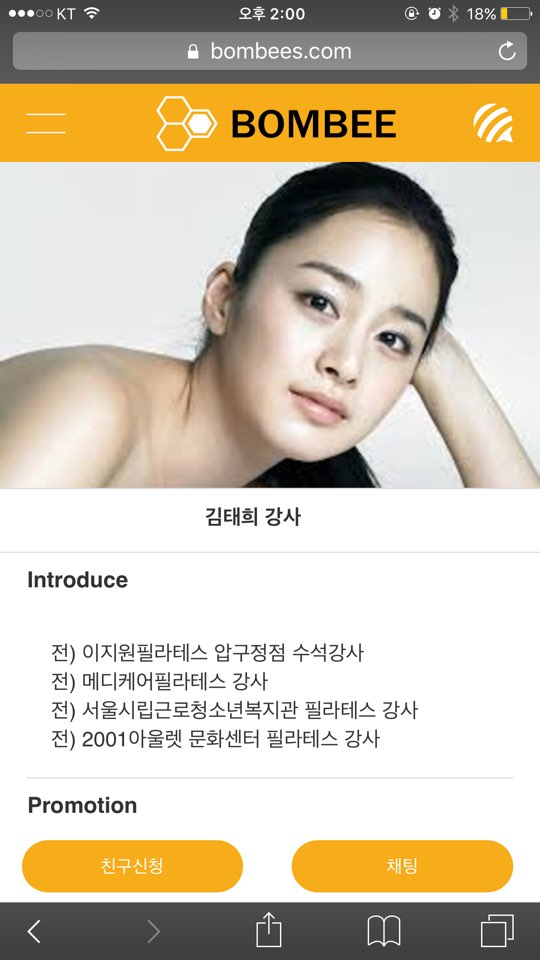 KT 오후 2:00 18%
bombees.com
BOMBEE
김태희 강사
Introduce
전) 이지원필라테스 압구정점 수석강사
전) 메디케어필라테스 강사
전) 서울시립근로청소년복지관 필라테스 강사
전) 2001아울렛 문화센터 필라테스 강사
Promotion
친구신청 채팅